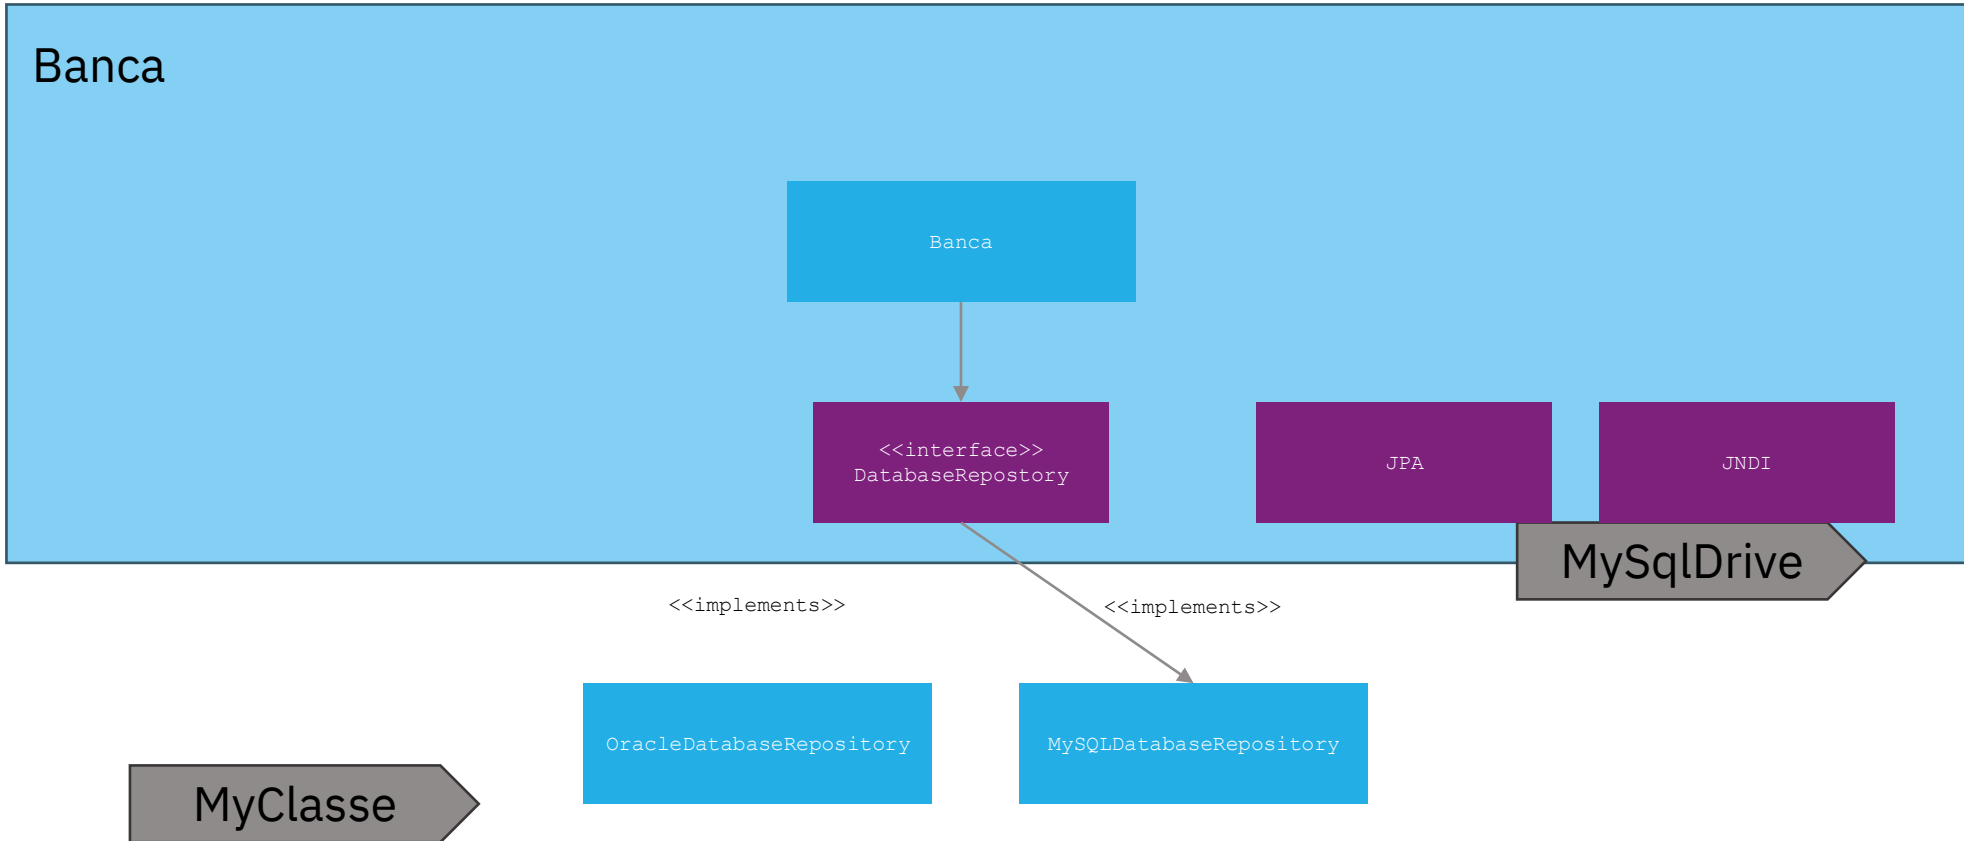 Banca
Banca
<<interface>>
DatabaseRepostory
JPA
JNDI
MySqlDrive
<<implements>>
<<implements>>
OracleDatabaseRepository
MySQLDatabaseRepository
MyClasse